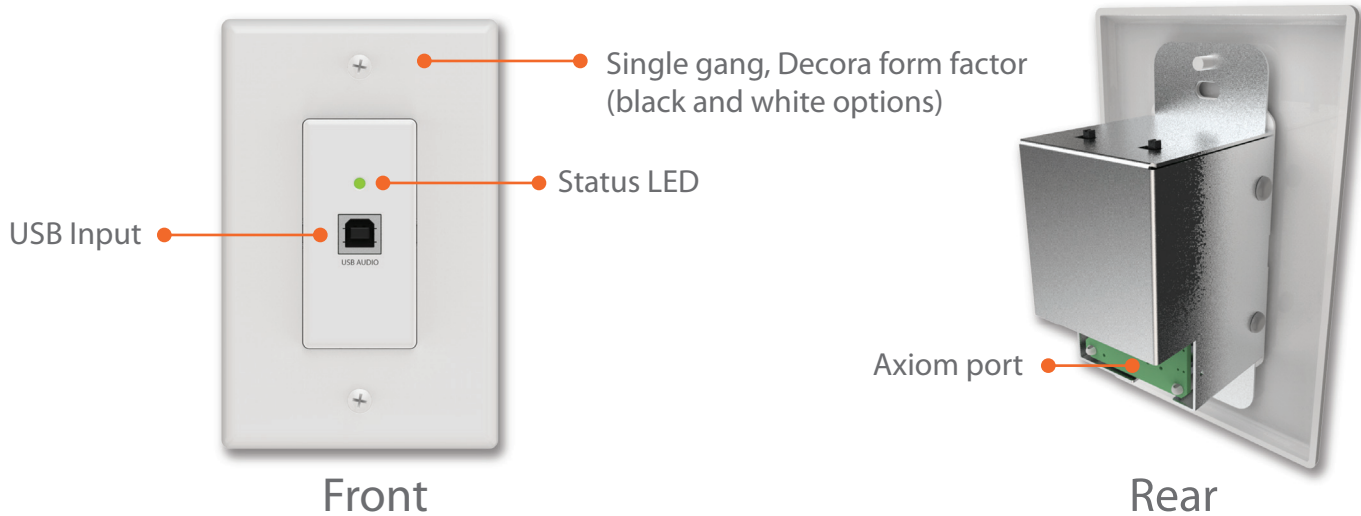 Single gang, Decora form factor
(black and white options)
Status LED
USB Input
USB AUDIO
Axiom port
Front
Rear